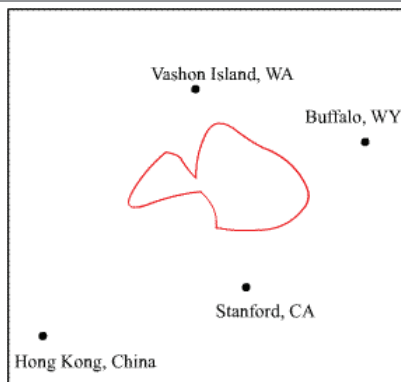 Vashon Island, WA
Buffalo, WY
Stanford, CA
Hong Kong, China